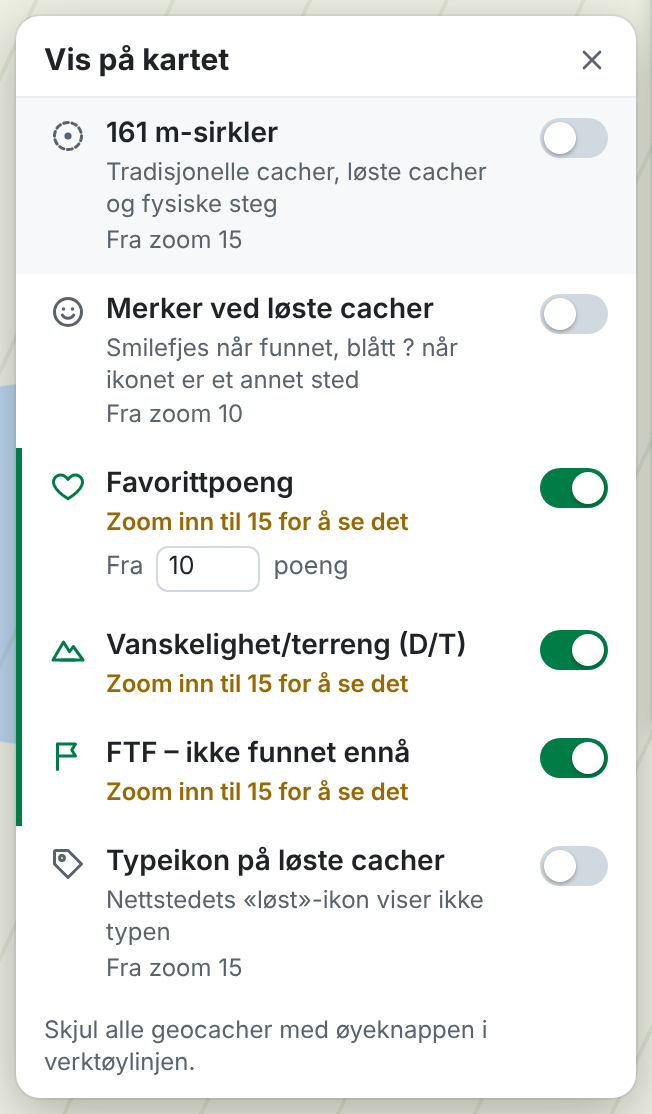 Vis på kartet
161 m-sirkler
Tradisjonelle cacher, løste cacher
og fysiske steg
Fra zoom 15
Merker ved løste cacher
Smilefjes når funnet, blått ? når
ikonet er et annet sted
Fra zoom 10
Favorittpoeng
Zoom inn til 15 for å se det
Fra 10 poeng
Vanskelighet/terreng (D/T)
Zoom inn til 15 for å se det
FTF – ikke funnet ennå
Zoom inn til 15 for å se det
Typeikon på løste cacher
Nettstedets «løst»-ikon viser ikke
typen
Fra zoom 15
Skjul alle geocacher med øyeknappen i
verktøylinjen.